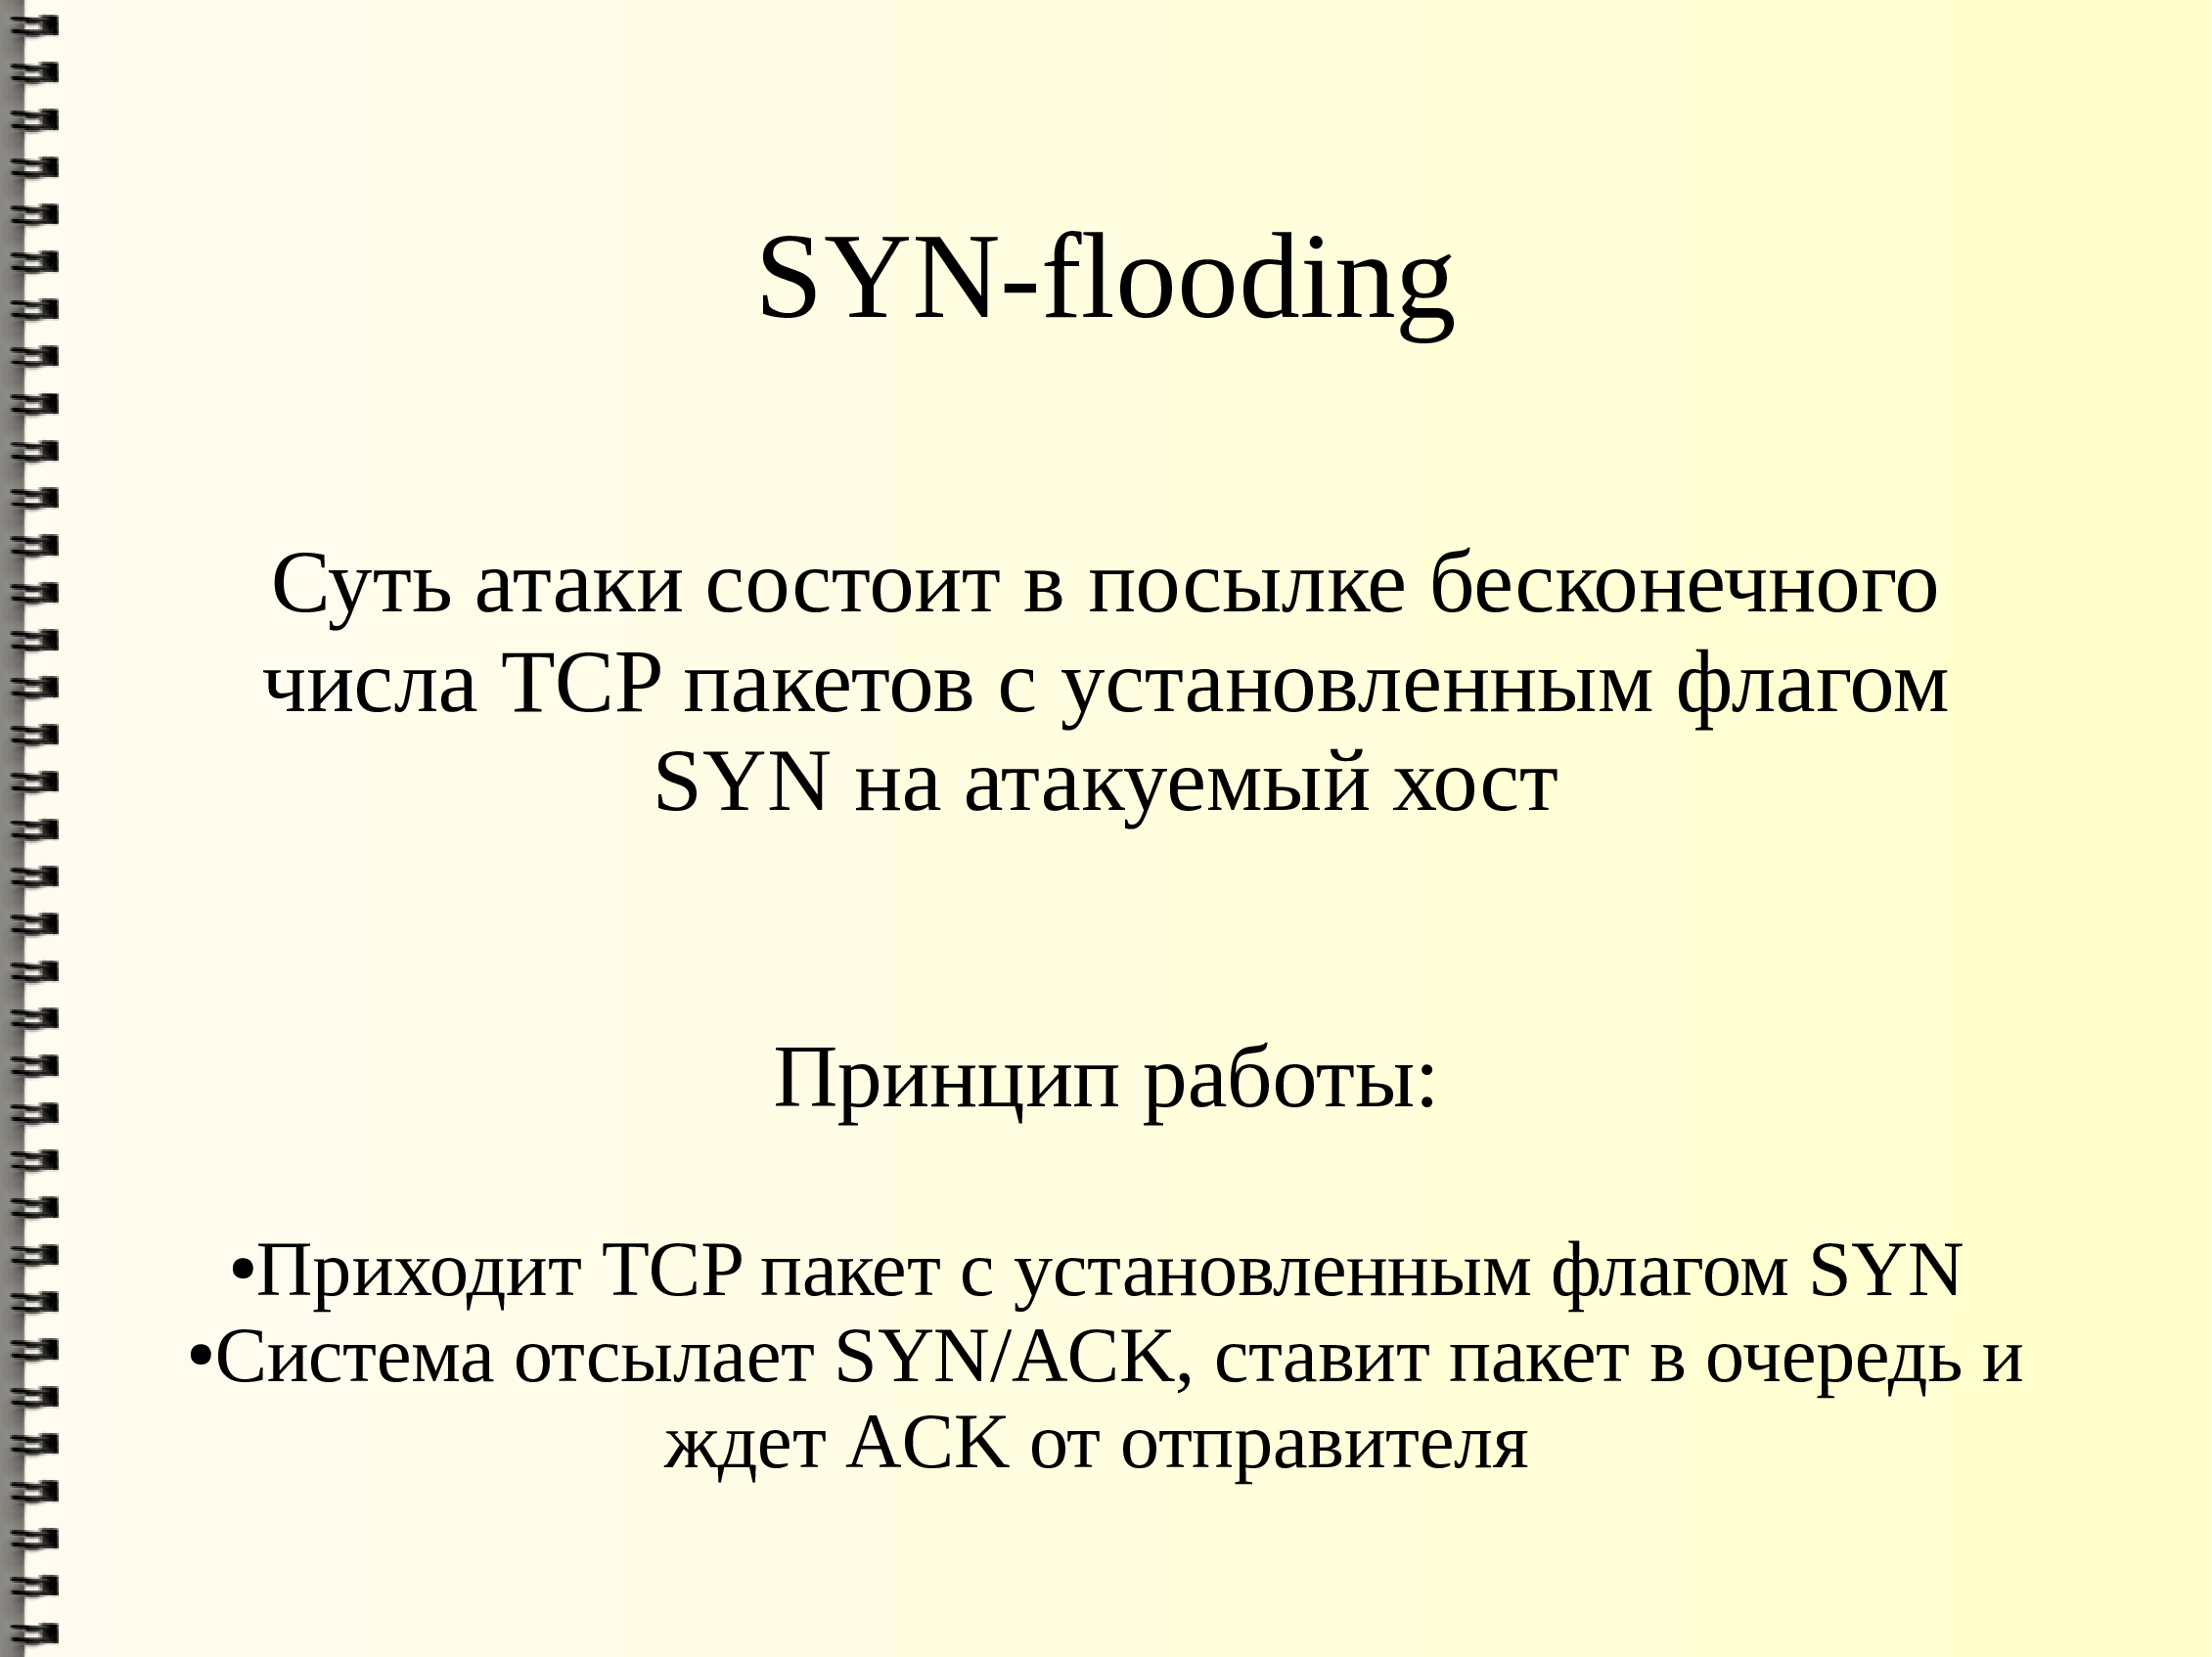 SYN-flooding
Суть атаки состоит в посылке бесконечного
числа TCP пакетов с установленным флагом
SYN на атакуемый хост
Принцип работы:
•Приходит TCP пакет с установленным флагом SYN
•Система отсылает SYN/ACK, ставит пакет в очередь и
ждет ACK от отправителя